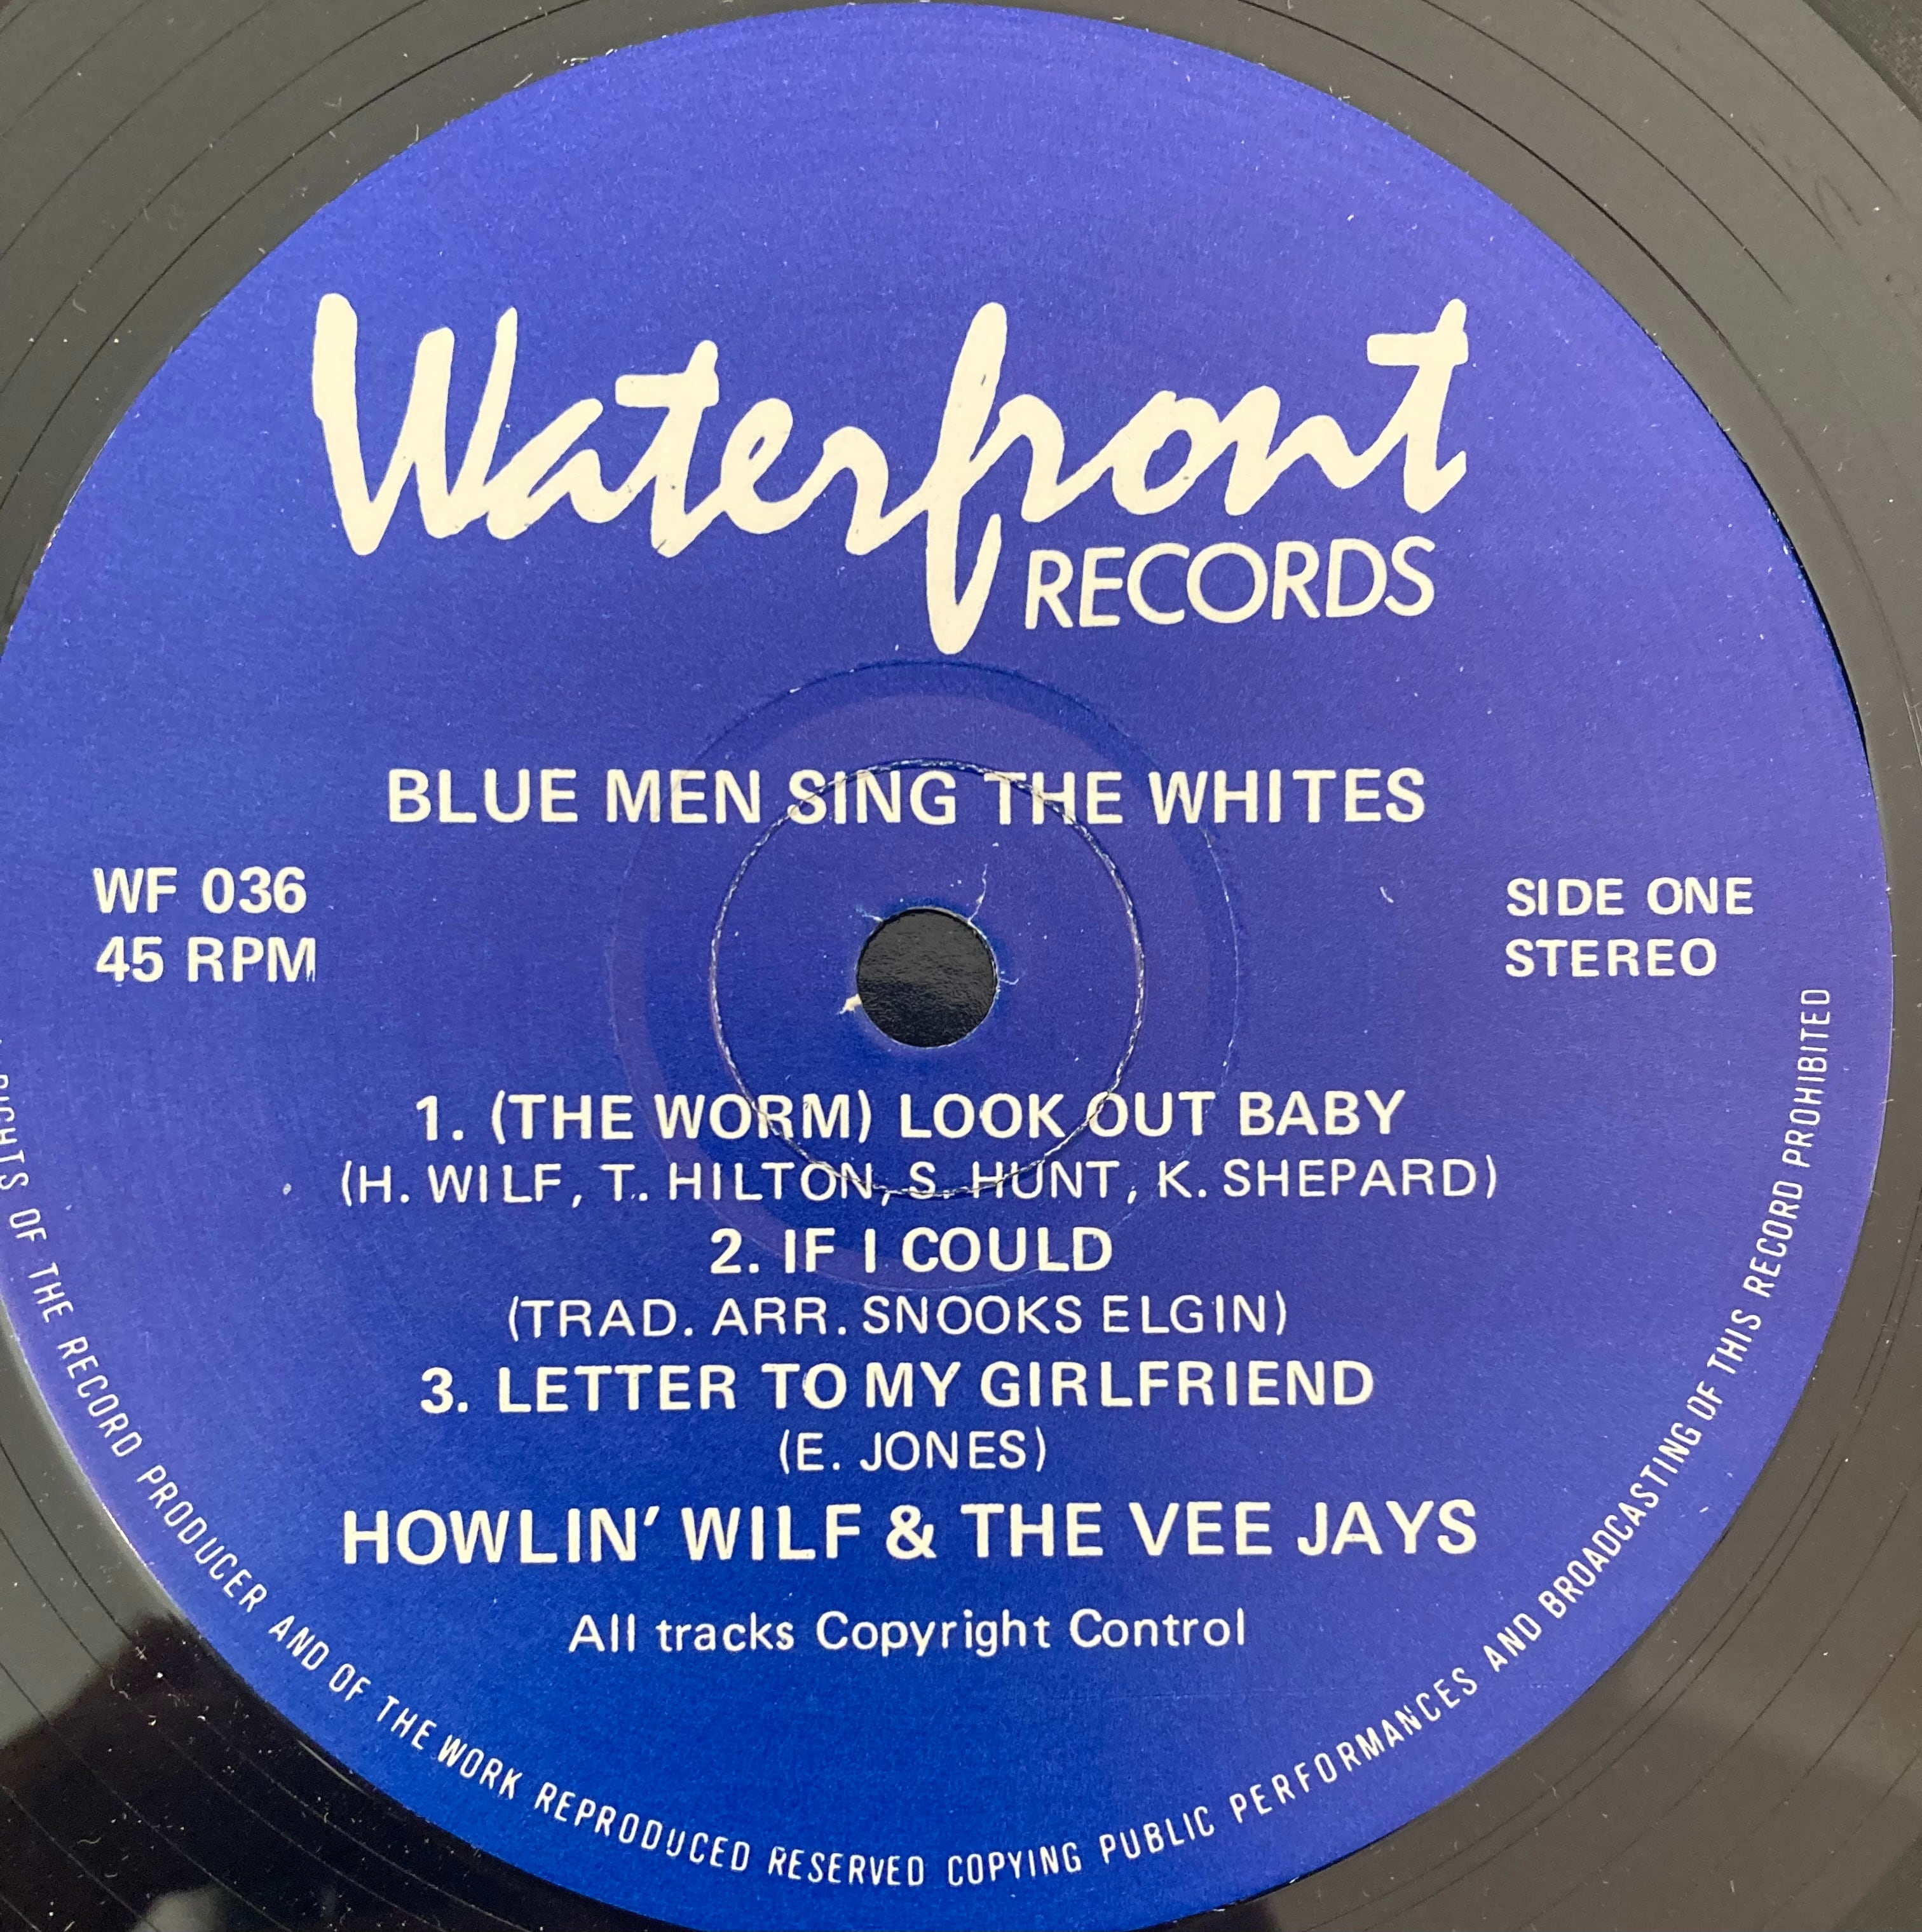 Waterfront
RECORDS
BLUE MEN SING THE WHITES
WF 036
45 RPM
SIDE ONE
STEREO
1. (THE WORM) LOOK OUT BABY
(H. WILF, T. HILTON, S. HUNT, K. SHEPARD)
2. IF I COULD
(TRAD. ARR. SNOOKS ELGIN)
3. LETTER TO MY GIRLFRIEND
(E. JONES)
HOWLIN' WILF & THE VEE JAYS
All tracks Copyright Control
OF THE RECORD PRODUCER AND OF THE WORK REPRODUCED RESERVED COPYING PUBLIC PERFORMANCES AND BROADCASTING OF THIS RECORD PROHIBITED